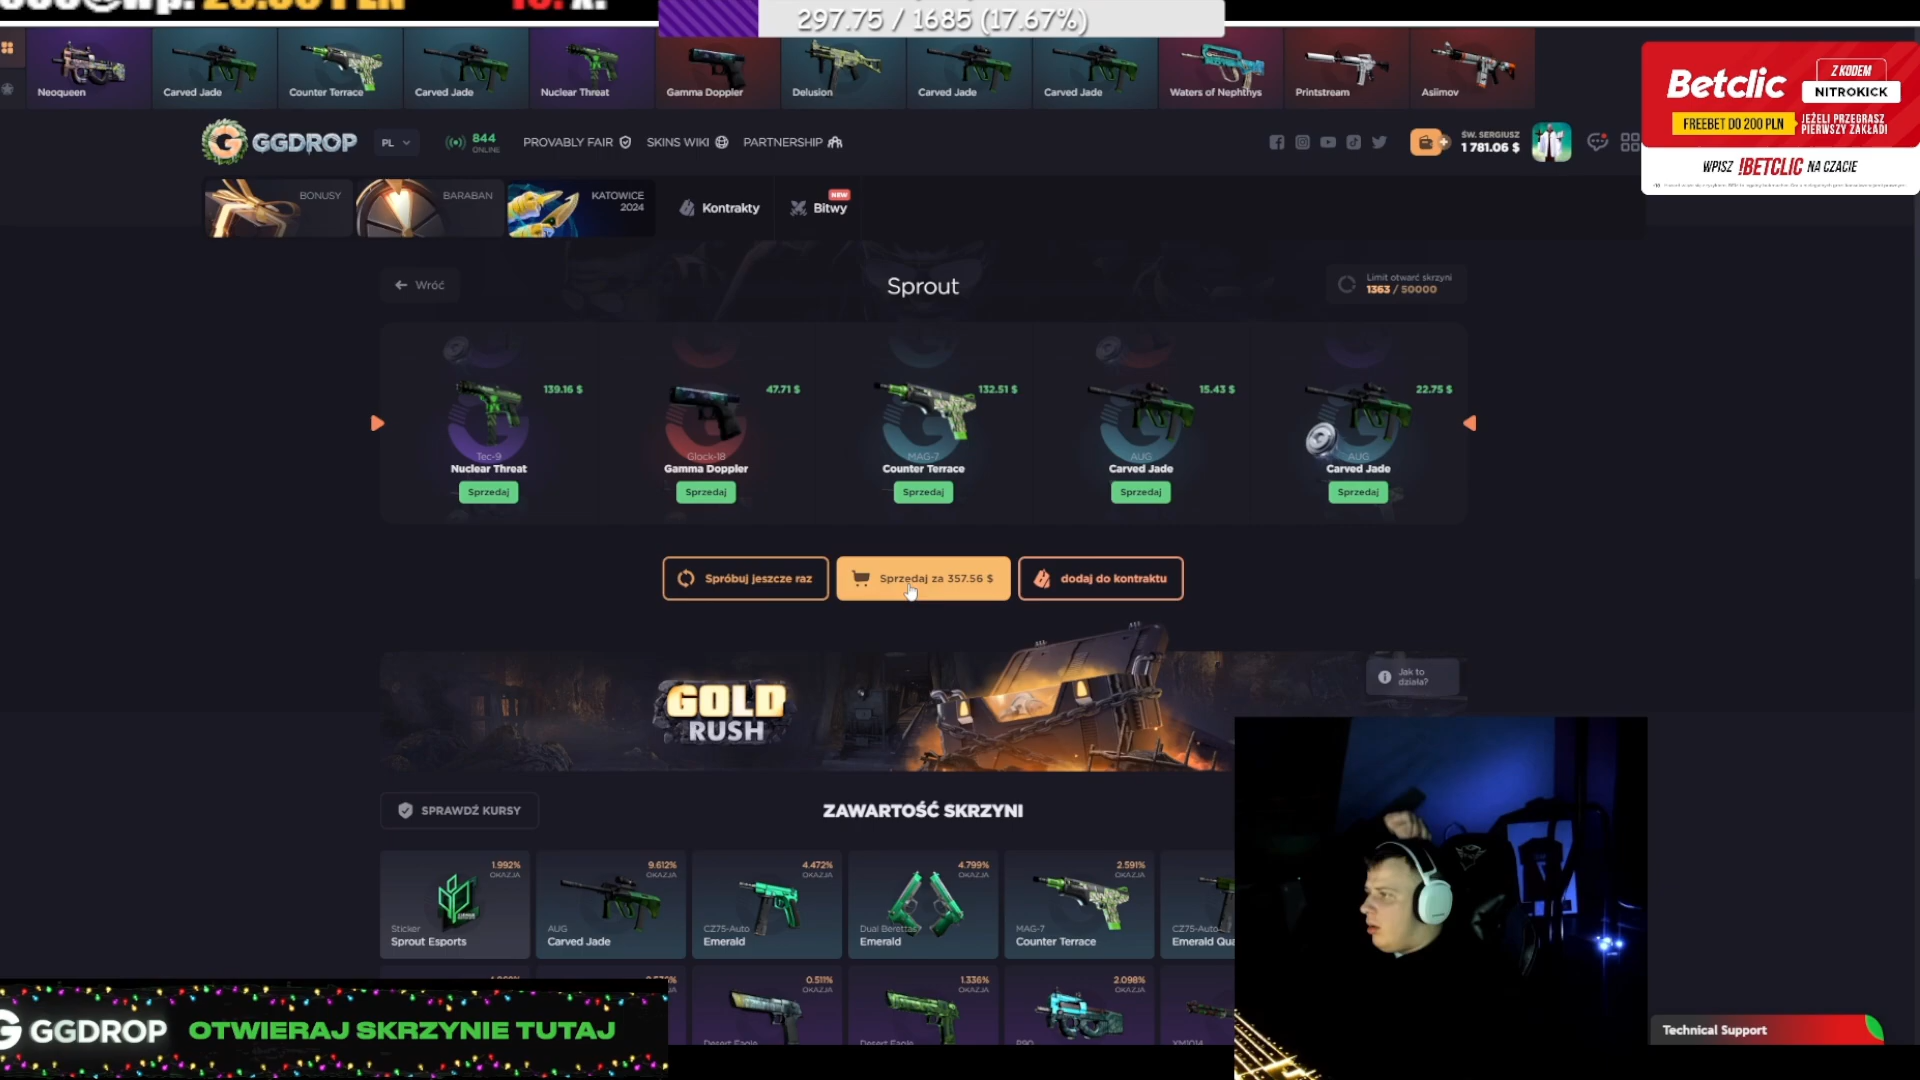 297.75 / 1685 (17.67%)
Neoqueen
Carved Jade
Counter Terrace
Carved Jade
Nuclear Threat
Gamma Doppler
Delusion
Carved Jade
Carved Jade
Waters of Nephthys
Printstream
Asiimov
Betclic
Z KODEM
NITROKICK
FREEBET DO 200 PLN
JEŻELI PRZEGRASZ
PIERWSZY ZAKŁAD!
WPISZ !BETCLIC NA CZACIE
GGDROP
PL
844
ONLINE
PROVABLY FAIR
SKINS WIKI
PARTNERSHIP
ŚW. SERGIUSZ
1 781.06 $
BONUSY
BARABAN
KATOWICE
2024
Kontrakty
NEW
Bitwy
Wróć
Sprout
Limit otwarć skrzyni
1363 / 50000
139.16 $
Tec-9
Nuclear Threat
Sprzedaj
47.71 $
Glock-18
Gamma Doppler
Sprzedaj
132.51 $
MAG-7
Counter Terrace
Sprzedaj
15.43 $
AUG
Carved Jade
Sprzedaj
22.75 $
AUG
Carved Jade
Sprzedaj
Spróbuj jeszcze raz
Sprzedaj za 357.56 $
dodaj do kontraktu
GOLD
RUSH
Jak to
działa?
SPRAWDŹ KURSY
ZAWARTOŚĆ SKRZYNI
1.992%
OKAZJA
Sticker
Sprout Esports
9.612%
OKAZJA
AUG
Carved Jade
4.472%
OKAZJA
CZ75-Auto
Emerald
4.799%
OKAZJA
Dual Berettas
Emerald
2.591%
OKAZJA
MAG-7
Counter Terrace
CZ75-Auto
Emerald Qua
0.511%
OKAZJA
Desert Eagle
1.336%
OKAZJA
Desert Eagle
2.098%
OKAZJA
P90
XM1014
GGDROP OTWIERAJ SKRZYNIE TUTAJ
Technical Support